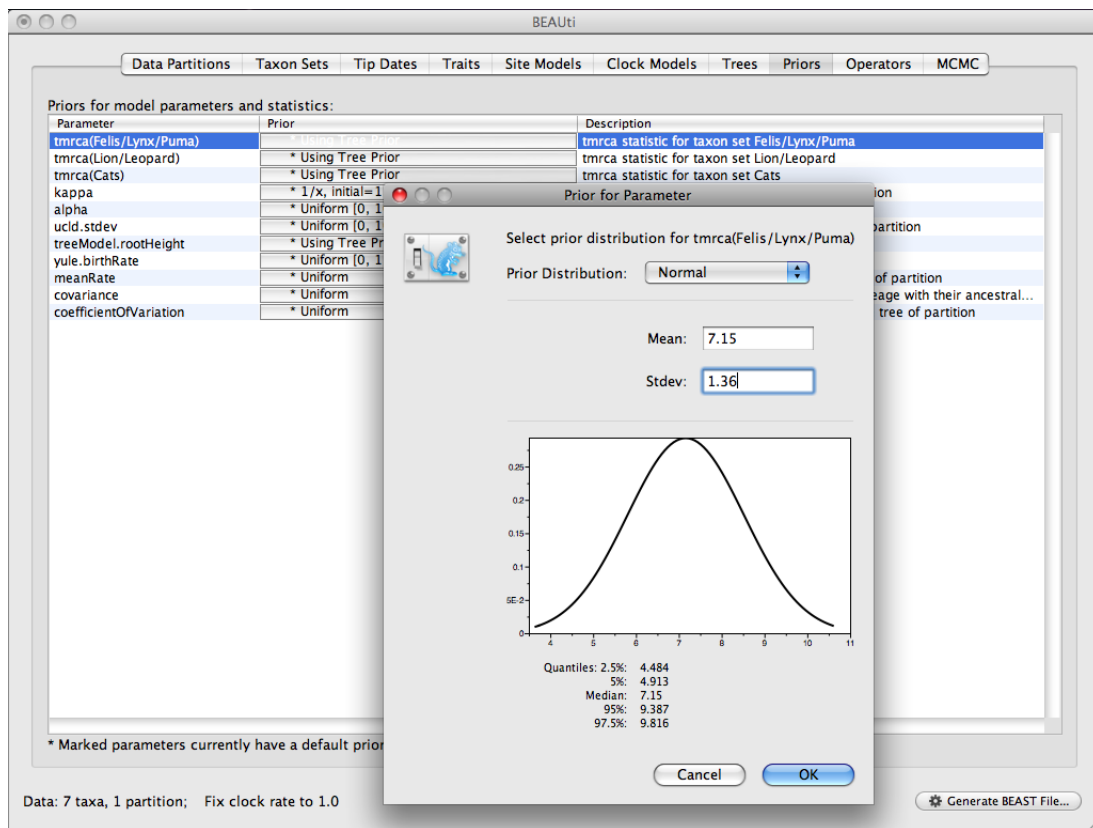 BEAUti
Data Partitions Taxon Sets Tip Dates Traits Site Models Clock Models Trees Priors Operators MCMC
Priors for model parameters and statistics:
Parameter Prior Description
tmrca(Felis/Lynx/Puma) * Using Tree Prior tmrca statistic for taxon set Felis/Lynx/Puma
tmrca(Lion/Leopard) * Using Tree Prior tmrca statistic for taxon set Lion/Leopard
tmrca(Cats) * Using Tree Prior tmrca statistic for taxon set Cats
kappa * 1/x, initial=1 ion
alpha * Uniform [0, 1
ucld.stdev * Uniform [0, 1 partition
treeModel.rootHeight * Using Tree Pr
yule.birthRate * Uniform [0, 1
meanRate * Uniform of partition
covariance * Uniform eage with their ancestral...
coefficientOfVariation * Uniform tree of partition
Prior for Parameter
Select prior distribution for tmrca(Felis/Lynx/Puma)
Prior Distribution: Normal
Mean: 7.15
Stdev: 1.36
0.25
0.2
0.15
0.1
5E-2
0
4 5 6 7 8 9 10 11
Quantiles: 2.5%: 4.484
5%: 4.913
Median: 7.15
95%: 9.387
97.5%: 9.816
Cancel OK
* Marked parameters currently have a default prior
Data: 7 taxa, 1 partition; Fix clock rate to 1.0 Generate BEAST File...